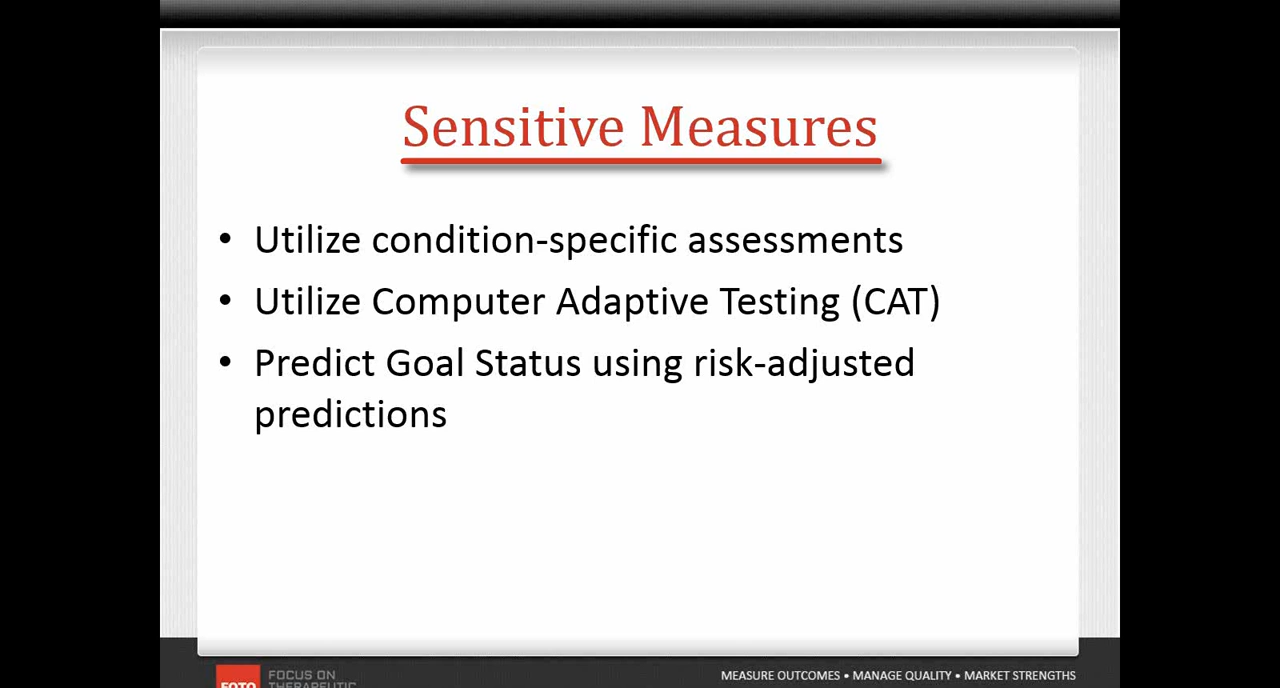 Sensitive Measures
• Utilize condition-specific assessments
• Utilize Computer Adaptive Testing (CAT)
• Predict Goal Status using risk-adjusted
predictions
FOTO
FOCUS ON
THERAPEUTIC
MEASURE OUTCOMES • MANAGE QUALITY • MARKET STRENGTHS